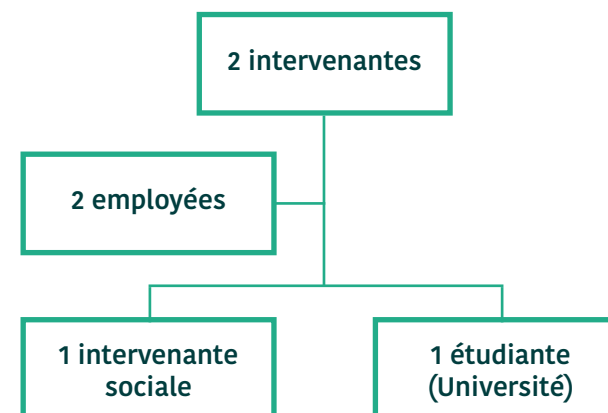 2 intervenantes
2 employées
1 intervenante
sociale
1 étudiante
(Université)